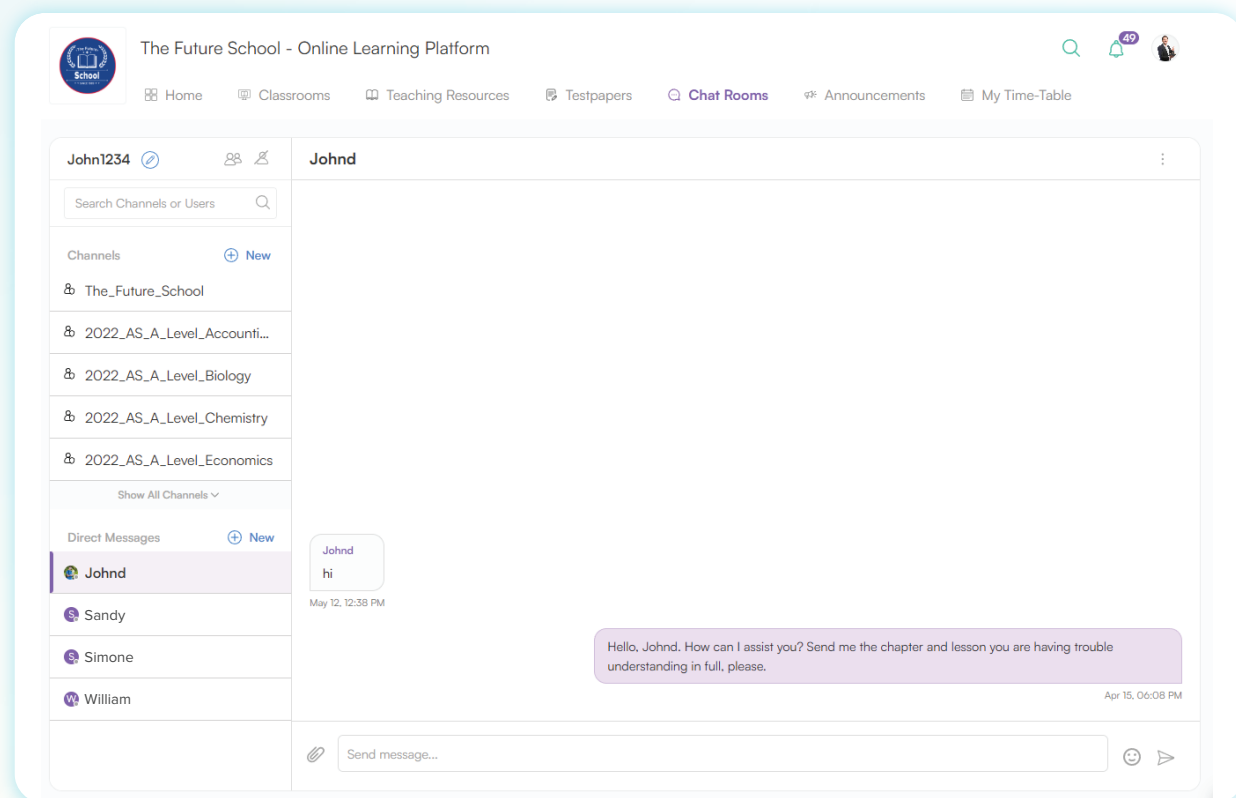 The Future School - Online Learning Platform
49
School
Home
Classrooms
Teaching Resources
Testpapers
Chat Rooms
Announcements
My Time-Table
John1234
Search Channels or Users
Channels
New
The_Future_School
2022_AS_A_Level_Accounti...
2022_AS_A_Level_Biology
2022_AS_A_Level_Chemistry
2022_AS_A_Level_Economics
Show All Channels
Direct Messages
New
Johnd
S
Sandy
S
Simone
W
William
Johnd
Johnd
hi
May 12, 12:38 PM
Hello, Johnd. How can I assist you? Send me the chapter and lesson you are having trouble
understanding in full, please.
Apr 15, 06:08 PM
Send message...